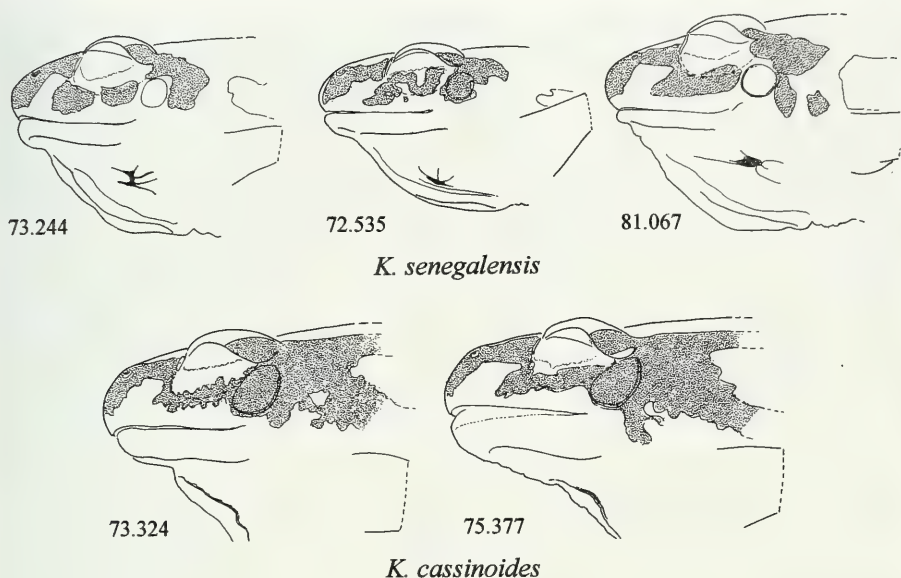 73.244 72.535 81.067
K. senegalensis
73.324 75.377
K. cassinoides